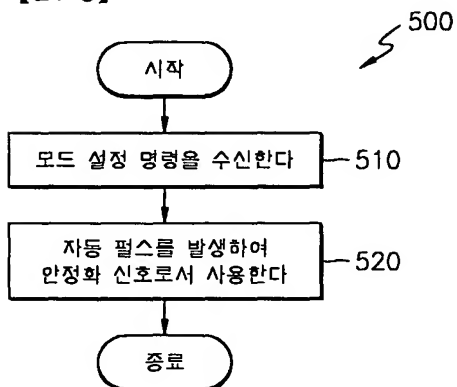 500
시작
모드 설정 명령을 수신한다
510
자동 펄스를 발생하여
안정화 신호로서 사용한다
520
종료